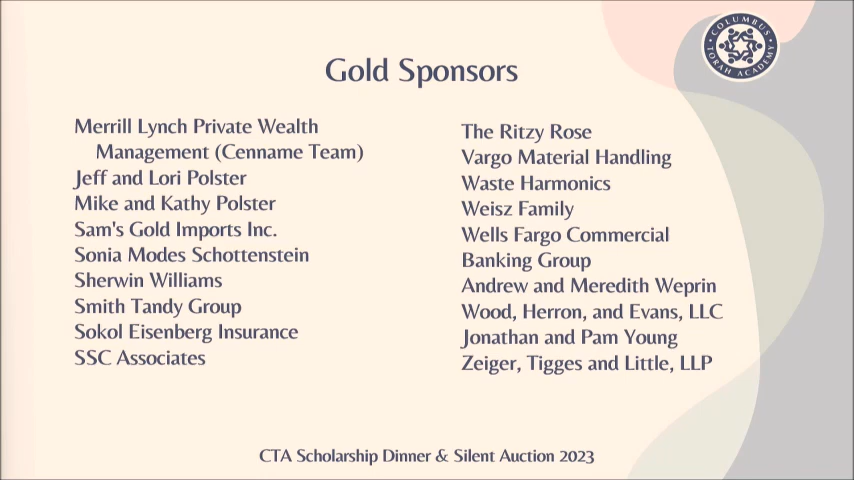 COLUMBUS
TORAH ACADEMY
Gold Sponsors
Merrill Lynch Private Wealth
Management (Cenname Team)
Jeff and Lori Polster
Mike and Kathy Polster
Sam's Gold Imports Inc.
Sonia Modes Schottenstein
Sherwin Williams
Smith Tandy Group
Sokol Eisenberg Insurance
SSC Associates
The Ritzy Rose
Vargo Material Handling
Waste Harmonics
Weisz Family
Wells Fargo Commercial
Banking Group
Andrew and Meredith Weprin
Wood, Herron, and Evans, LLC
Jonathan and Pam Young
Zeiger, Tigges and Little, LLP
CTA Scholarship Dinner & Silent Auction 2023